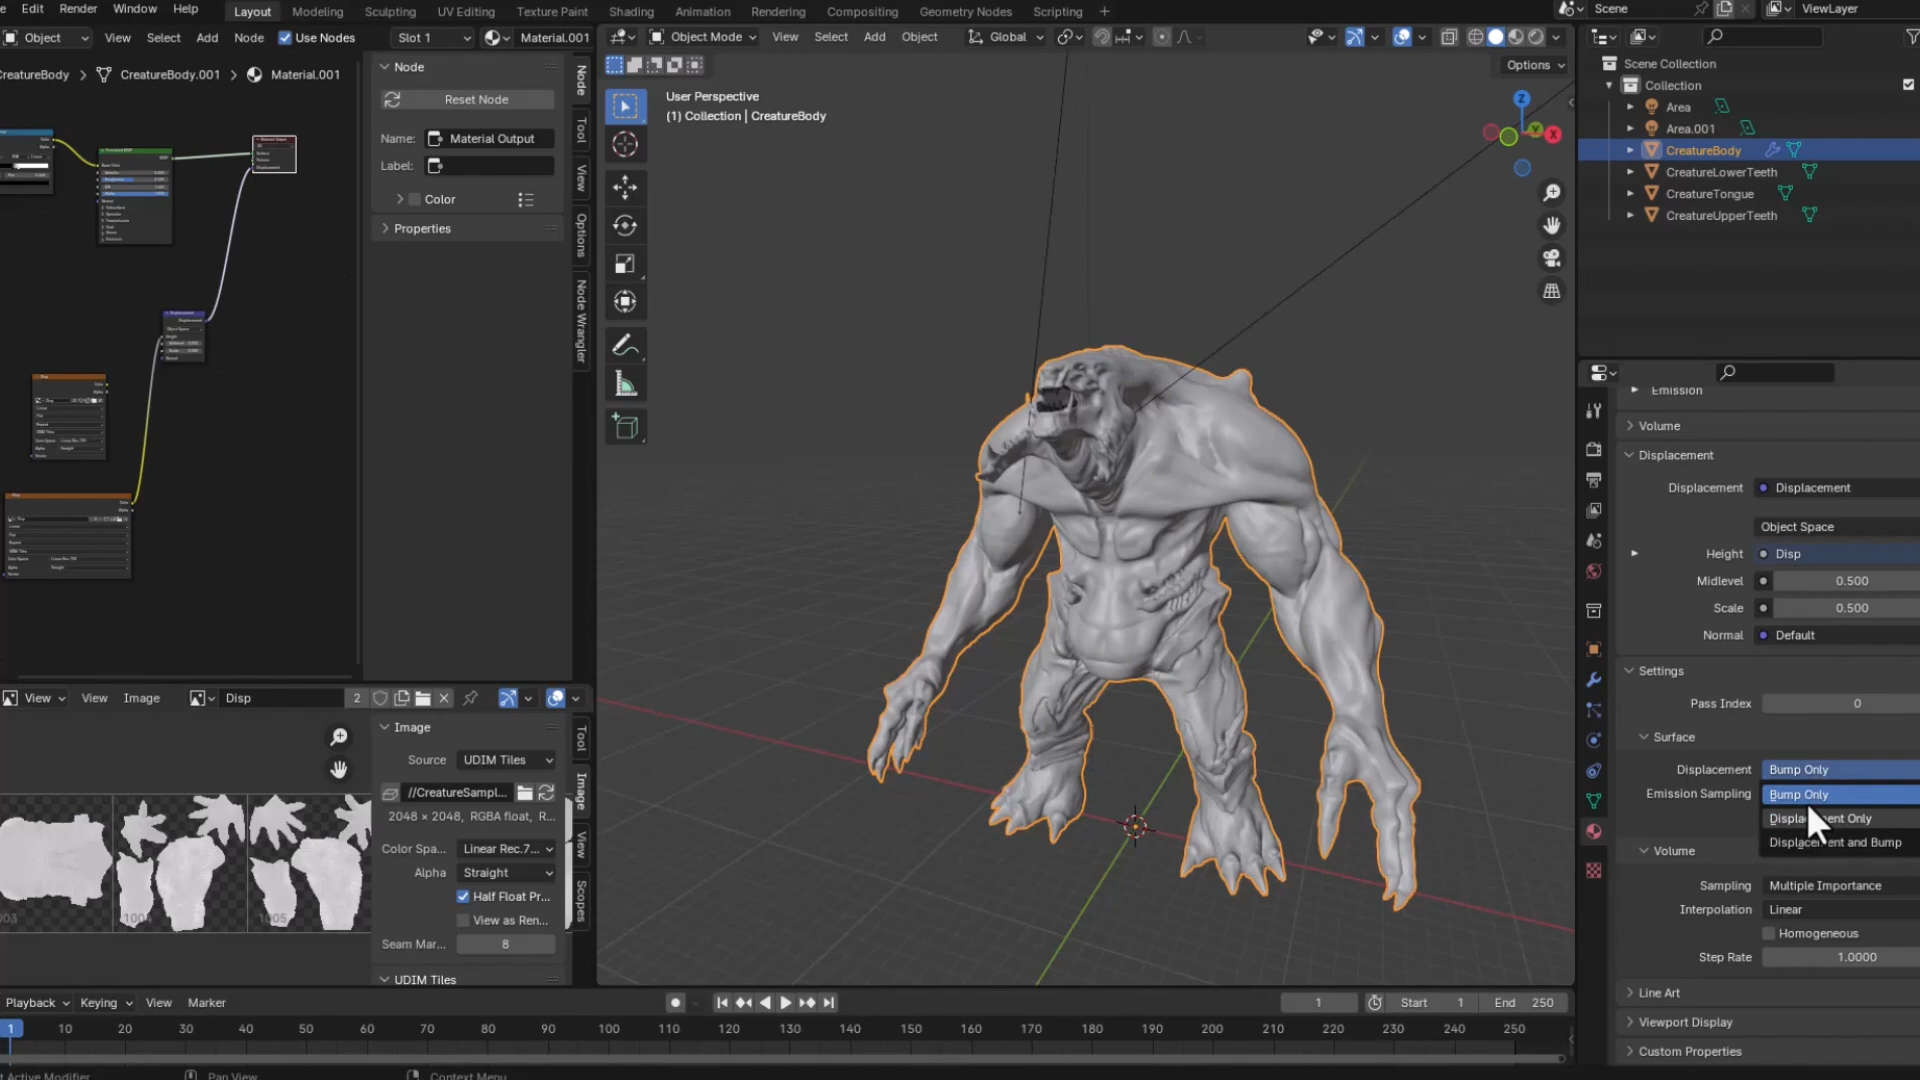 Edit Render Window Help Layout Modeling Sculpting UV Editing Texture Paint Shading Animation Rendering Compositing Geometry Nodes Scripting + Scene ViewLayer
Object View Select Add Node Use Nodes Slot 1 Material.001
CreatureBody > CreatureBody.001 > Material.001
Node
Reset Node
Name: Material Output
Label:
Color
Properties
Node
Tool
View
Options
Node Wrangler
Object Mode View Select Add Object Global
Options
User Perspective
(1) Collection | CreatureBody
Z
Y
X
Scene Collection
Collection
Area
Area.001
CreatureBody
CreatureLowerTeeth
CreatureTongue
CreatureUpperTeeth
Emission
Volume
Displacement
Displacement Displacement
Object Space
Height Disp
Midlevel 0.500
Scale 0.500
Normal Default
Settings
Pass Index 0
Surface
Displacement Bump Only
Emission Sampling Bump Only
Displacement Only
Displacement and Bump
Volume
Sampling Multiple Importance
Interpolation Linear
Homogeneous
Step Rate 1.0000
Line Art
Viewport Display
Custom Properties
View View Image Disp 2
Image
Source UDIM Tiles
//CreatureSampl...
2048 × 2048, RGBA float, R...
Color Spa... Linear Rec.7...
Alpha Straight
Half Float Pr...
View as Ren...
Seam Mar... 8
UDIM Tiles
Tool
Image
View
Scopes
1005
Playback Keying View Marker 1 Start 1 End 250
1 10 20 30 40 50 60 70 80 90 100 110 120 130 140 150 160 170 180 190 200 210 220 230 240 250
Active Modifier Pan View Context Menu